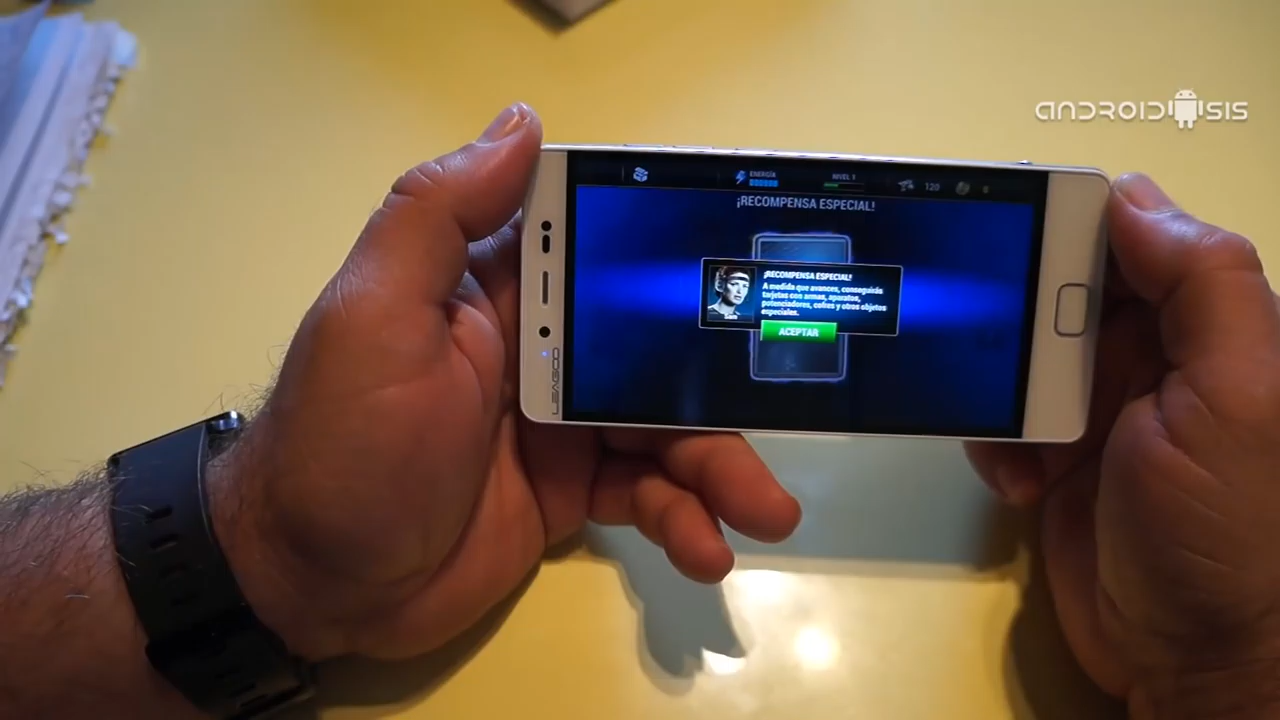 ANDROIDSIS
ENERGÍA
NIVEL 1
120
¡RECOMPENSA ESPECIAL!
¡RECOMPENSA ESPECIAL!
A medida que avances, conseguirás
tarjetas con armas, aparatos,
potenciadores, cofres y otros objetos
especiales.
Sam
ACEPTAR
LEAGOO